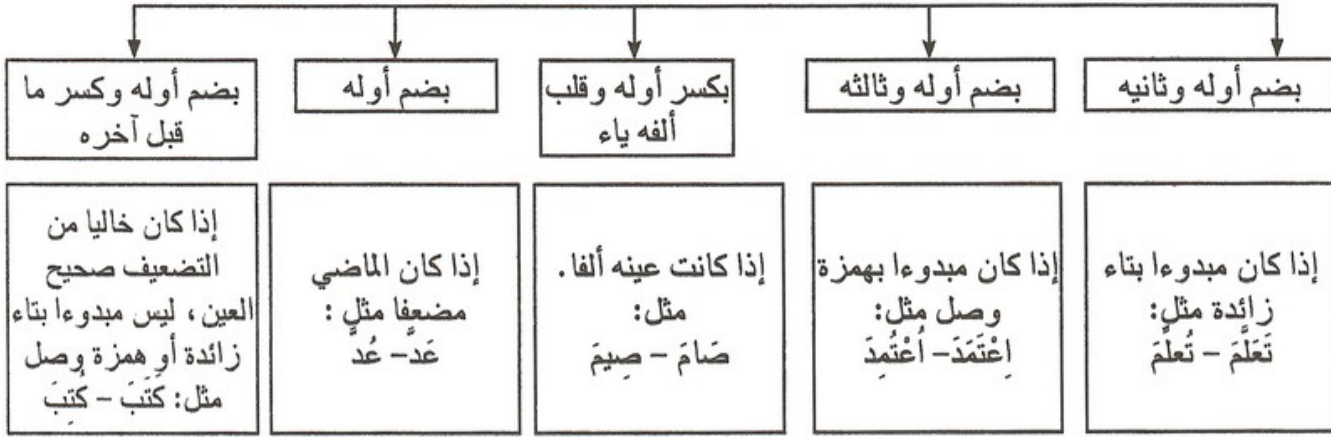 بضم أوله وثانيه
بضم أوله وثالثه
بكسر أوله وقلب
ألفه ياء
بضم أوله
بضم أوله وكسر ما
قبل آخره
إذا كان مبدوءا بتاء
زائدة مثل:
تَعَلَّمَ – تُعلِّمَ
إذا كان مبدوءا بهمزة
وصل مثل:
اِعْتَمَدَ – اُعْتُمِدَ
إذا كانت عينه ألفا.
مثل:
صَامَ – صِيمَ
إذا كان الماضي
مضعفا مثل:
عَدَّ – عُدَّ
إذا كان خاليا من
التضعيف صحيح
العين، ليس مبدوءا بتاء
زائدة أو همزة وصل
مثل: كَتَبَ – كُتِبَ